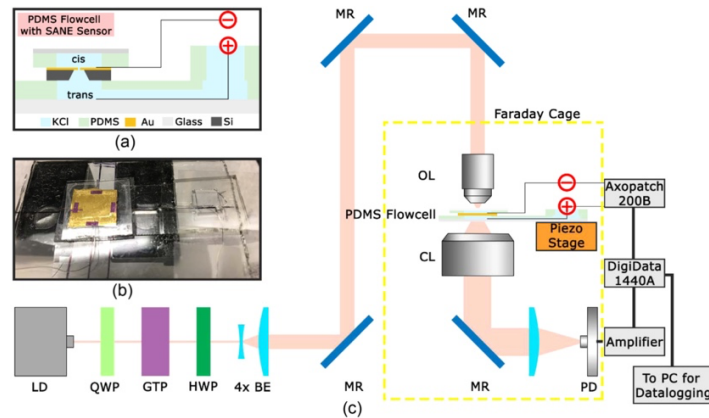 PDMS Flowcell
with SANE Sensor
cis
trans
KCl
PDMS
Au
Glass
Si
(a)
(b)
MR
MR
Faraday Cage
OL
PDMS Flowcell
CL
Piezo
Stage
Axopatch
200B
DigiData
1440A
Amplifier
To PC for
Datalogging
LD
QWP
GTP
HWP
4x BE
MR
MR
PD
(c)